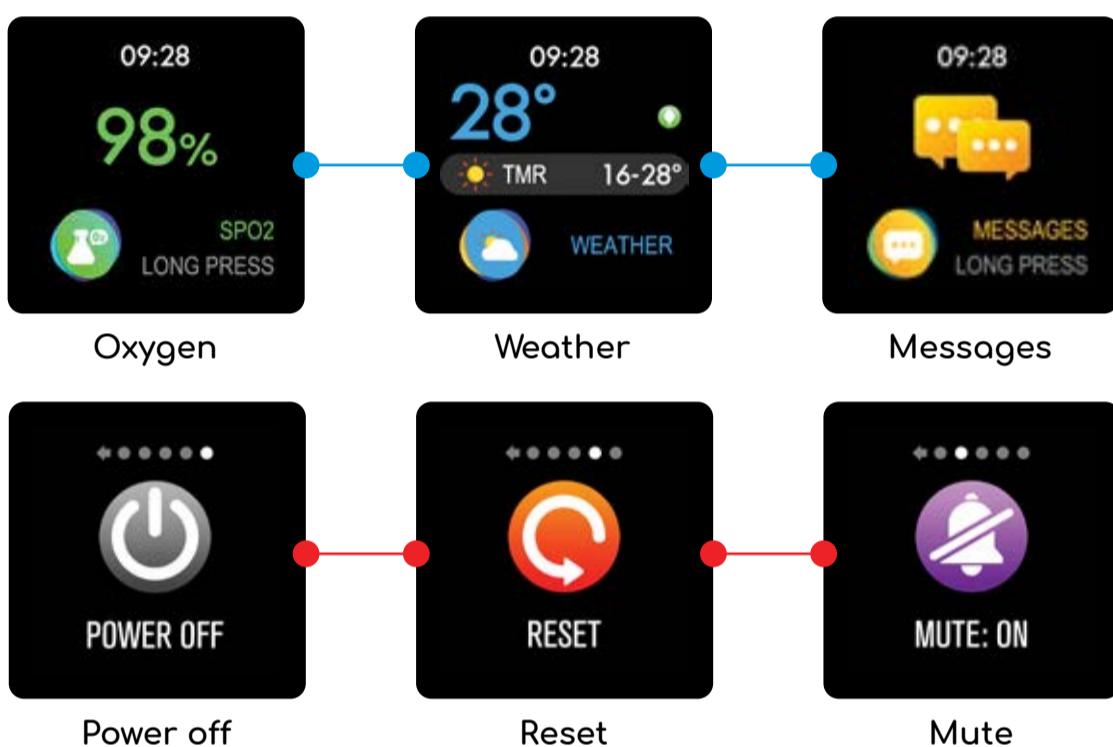 09:28
98%
O₂
SPO2
LONG PRESS
Oxygen
09:28
28°
TMR 16-28°
WEATHER
Weather
09:28
MESSAGES
LONG PRESS
Messages
POWER OFF
Power off
RESET
Reset
MUTE: ON
Mute